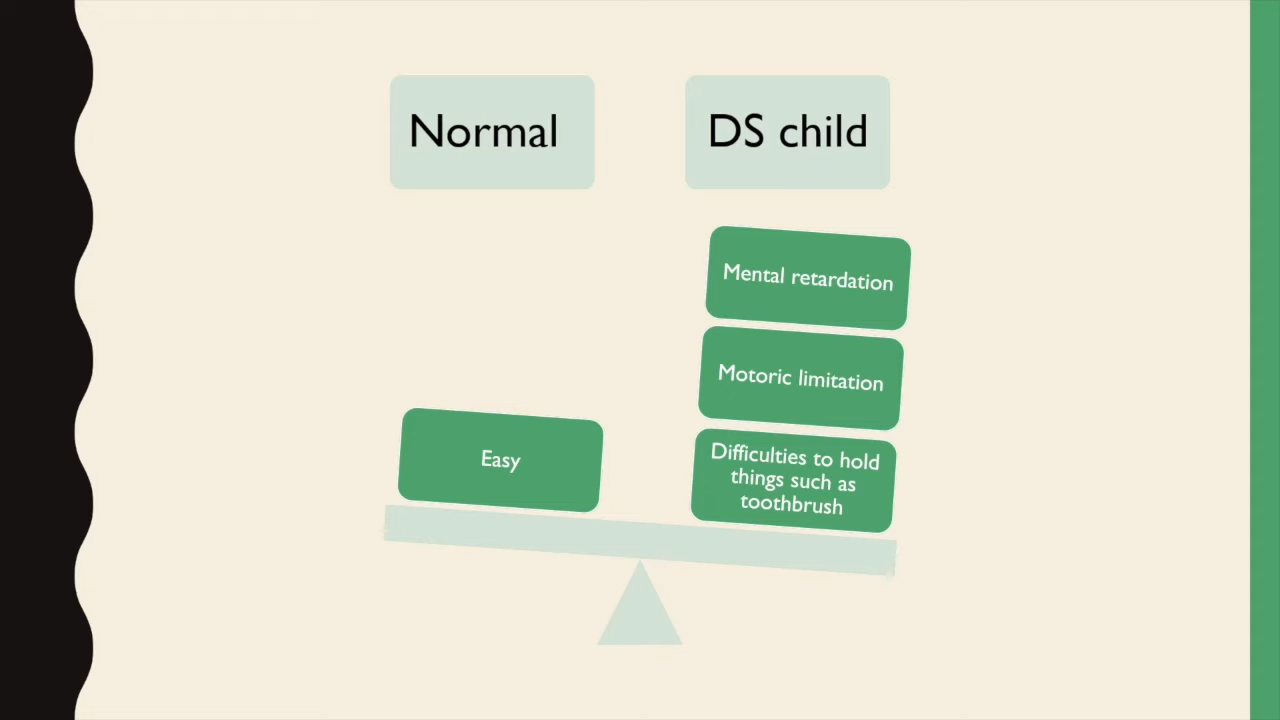 Normal
DS child
Mental retardation
Motoric limitation
Easy
Difficulties to hold
things such as
toothbrush